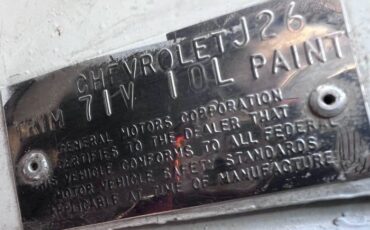 CHEVROLET J26
TRIM 71V 10L PAINT
GENERAL MOTORS CORPORATION
CERTIFIES TO THE DEALER THAT
THIS VEHICLE CONFORMS TO ALL FEDERAL
MOTOR VEHICLE SAFETY STANDARDS
APPLICABLE AT TIME OF MANUFACTURE